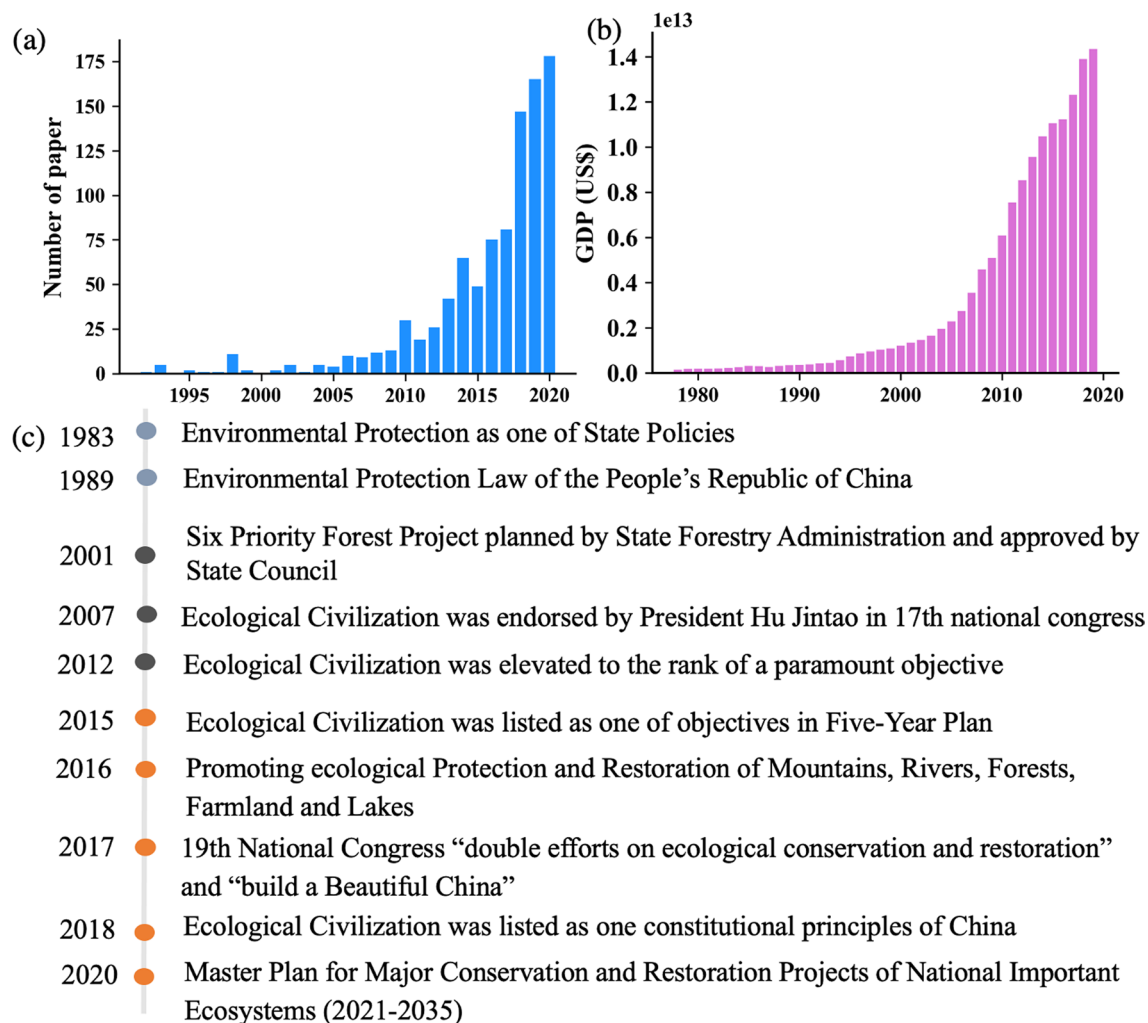 (a)
175
150
125
100
75
50
25
0
Number of paper
1995 2000 2005 2010 2015 2020
(b)
1e13
1.4
1.2
1.0
0.8
0.6
0.4
0.2
0.0
GDP (US$)
1980 1990 2000 2010 2020
(c)
1983 Environmental Protection as one of State Policies
1989 Environmental Protection Law of the People’s Republic of China
2001 Six Priority Forest Project planned by State Forestry Administration and approved by
State Council
2007 Ecological Civilization was endorsed by President Hu Jintao in 17th national congress
2012 Ecological Civilization was elevated to the rank of a paramount objective
2015 Ecological Civilization was listed as one of objectives in Five-Year Plan
2016 Promoting ecological Protection and Restoration of Mountains, Rivers, Forests,
Farmland and Lakes
2017 19th National Congress “double efforts on ecological conservation and restoration”
and “build a Beautiful China”
2018 Ecological Civilization was listed as one constitutional principles of China
2020 Master Plan for Major Conservation and Restoration Projects of National Important
Ecosystems (2021-2035)